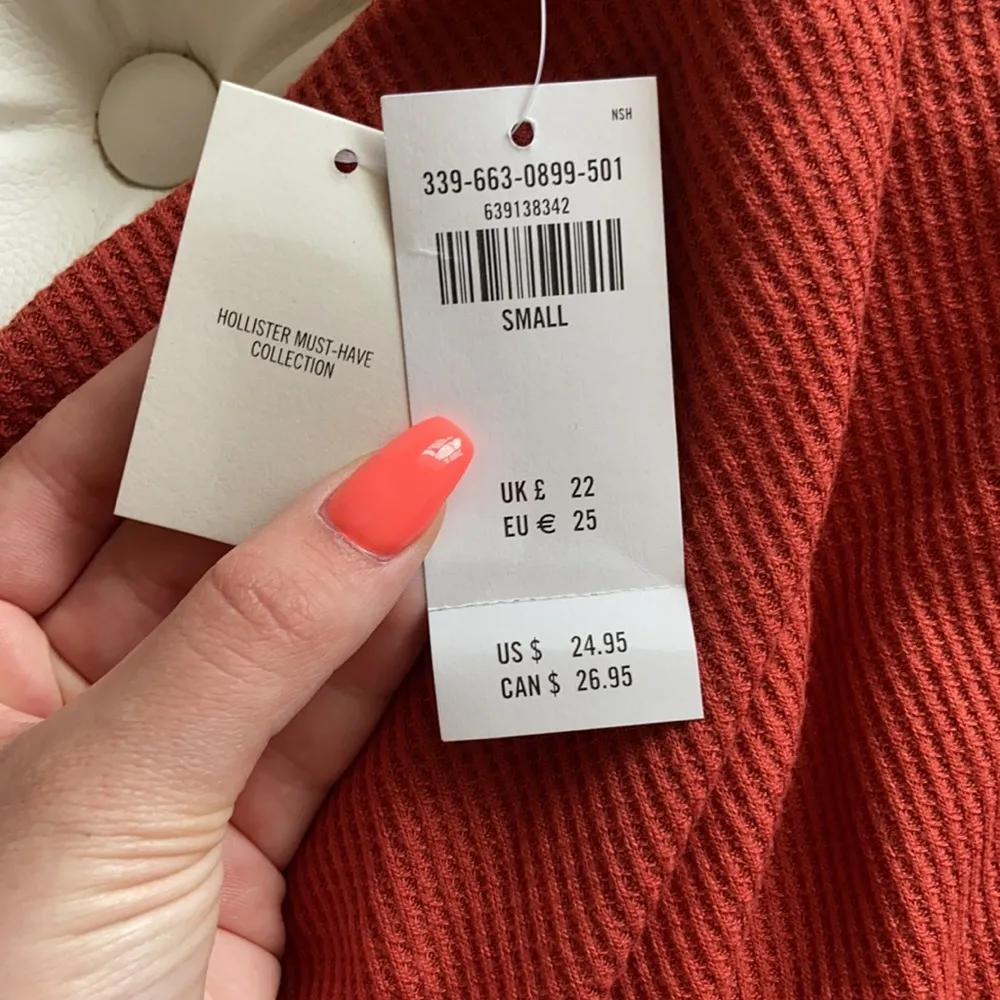 HOLLISTER MUST-HAVE
COLLECTION
NSH
339-663-0899-501
639138342
SMALL
UK £ 22
EU € 25
US $ 24.95
CAN $ 26.95